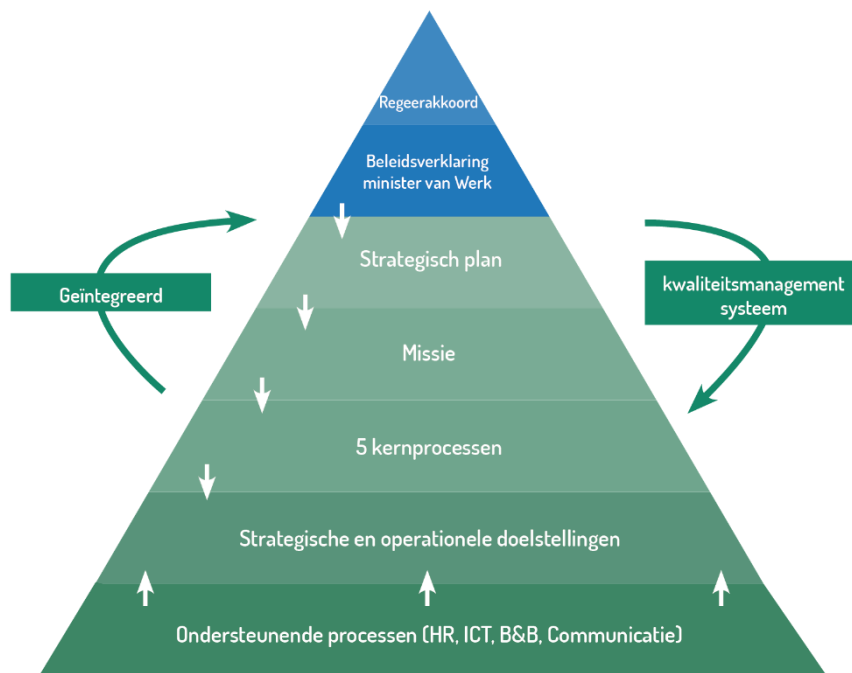 Regeerakkoord
Beleidsverklaring
minister van Werk
Strategisch plan
Geïntegreerd
kwaliteitsmanagement
systeem
Missie
5 kernprocessen
Strategische en operationele doelstellingen
Ondersteunende processen (HR, ICT, B&B, Communicatie)